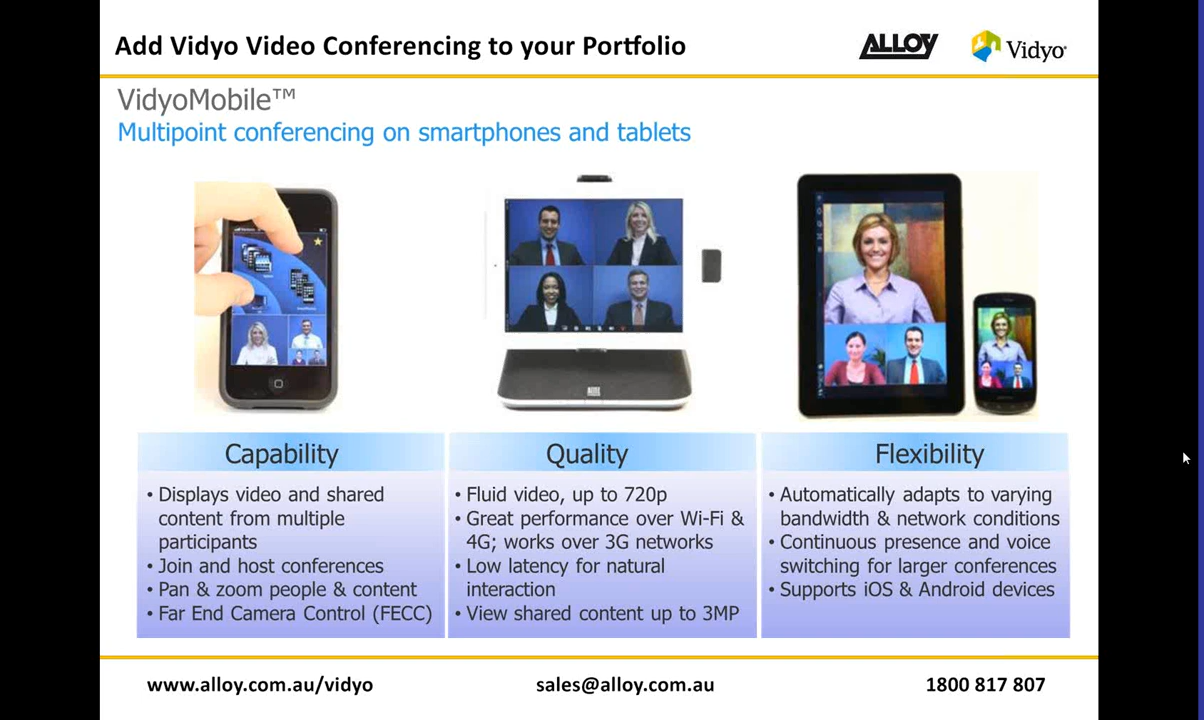 Add Vidyo Video Conferencing to your Portfolio
ALLOY
Vidyo
VidyoMobile™
Multipoint conferencing on smartphones and tablets
Capability
• Displays video and shared
content from multiple
participants
• Join and host conferences
• Pan & zoom people & content
• Far End Camera Control (FECC)
Quality
• Fluid video, up to 720p
• Great performance over Wi-Fi &
4G; works over 3G networks
• Low latency for natural
interaction
• View shared content up to 3MP
Flexibility
• Automatically adapts to varying
bandwidth & network conditions
• Continuous presence and voice
switching for larger conferences
• Supports iOS & Android devices
www.alloy.com.au/vidyo
sales@alloy.com.au
1800 817 807